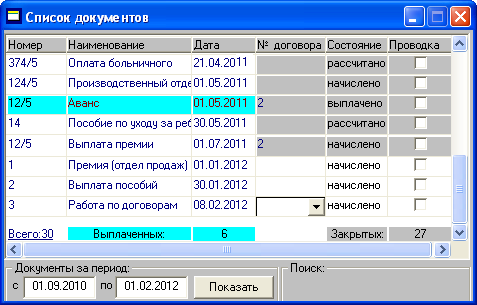 Список документов
Номер Наименование Дата № договора Состояние Проводка
374/5 Оплата больничного 21.04.2011 рассчитано
124/5 Производственный отде 01.05.2011 начислено
12/5 Аванс 01.05.2011 2 выплачено
14 Пособие по уходу за реб 30.05.2011 рассчитано
12/5 Выплата премии 01.07.2011 2 начислено
1 Премия (отдел продаж) 01.01.2012 начислено
2 Выплата пособий 30.01.2012 начислено
3 Работа по договорам 08.02.2012 начислено
Всего:30 Выплаченных: 6 Закрытых: 27
Документы за период: Поиск:
с 01.09.2010 по 01.02.2012 Показать